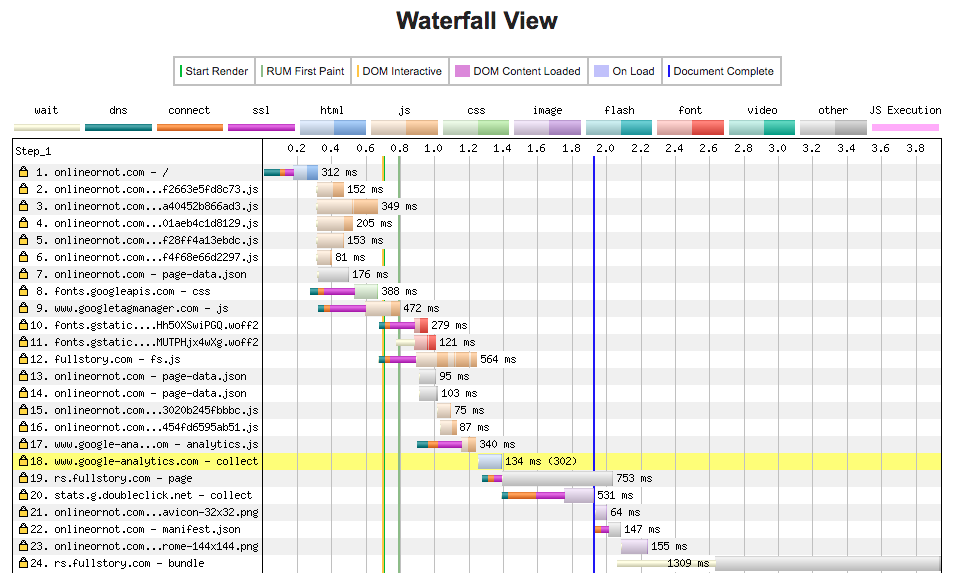 Waterfall View
Start Render RUM First Paint DOM Interactive DOM Content Loaded On Load Document Complete
wait dns connect ssl html js css image flash font video other JS Execution
Step_1 0.2 0.4 0.6 0.8 1.0 1.2 1.4 1.6 1.8 2.0 2.2 2.4 2.6 2.8 3.0 3.2 3.4 3.6 3.8
1. onlineornot.com - / 312 ms
2. onlineornot.com...f2663e5fd8c73.js 152 ms
3. onlineornot.com...a40452b866ad3.js 349 ms
4. onlineornot.com...01aeb4c1d8129.js 205 ms
5. onlineornot.com...f28ff4a13ebdc.js 153 ms
6. onlineornot.com...f4f68e66d2297.js 81 ms
7. onlineornot.com - page-data.json 176 ms
8. fonts.googleapis.com - css 388 ms
9. www.googletagmanager.com - js 472 ms
10. fonts.gstatic....Hh50XSwiPGQ.woff2 279 ms
11. fonts.gstatic....MUTPHjx4wXg.woff2 121 ms
12. fullstory.com - fs.js 564 ms
13. onlineornot.com - page-data.json 95 ms
14. onlineornot.com - page-data.json 103 ms
15. onlineornot.com...3020b245fbbbc.js 75 ms
16. onlineornot.com...454fd6595ab51.js 87 ms
17. www.google-ana...om - analytics.js 340 ms
18. www.google-analytics.com - collect 134 ms (302)
19. rs.fullstory.com - page 753 ms
20. stats.g.doubleclick.net - collect 531 ms
21. onlineornot.com...avicon-32x32.png 64 ms
22. onlineornot.com - manifest.json 147 ms
23. onlineornot.com...rome-144x144.png 155 ms
24. rs.fullstory.com - bundle 1309 ms